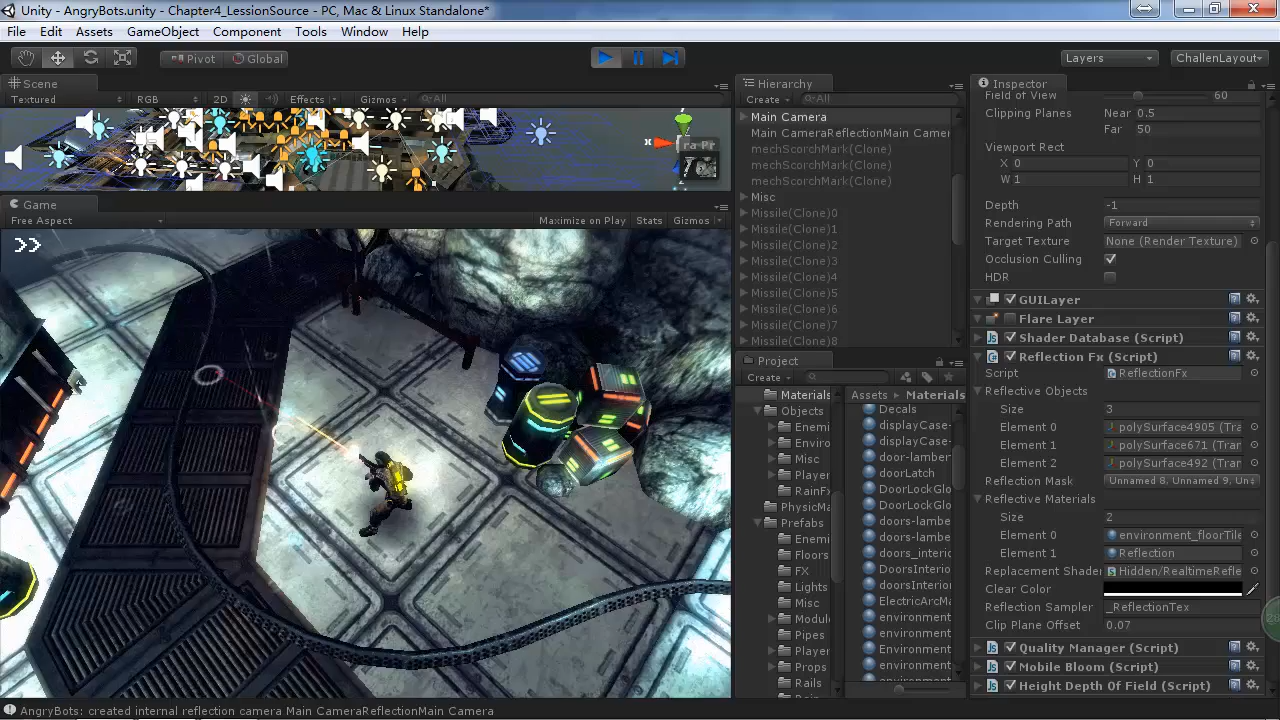 Unity - AngryBots.unity - Chapter4_LessionSource - PC, Mac & Linux Standalone*
File Edit Assets GameObject Component Tools Window Help
Pivot Global Layers ChallenLayout
Scene
Textured RGB 2D Effects Gizmos All
x
Game
Free Aspect Maximize on Play Stats Gizmos
>>
Hierarchy
Create All
Main Camera
Main CameraReflectionMain Camer
mechScorchMark(Clone)
mechScorchMark(Clone)
mechScorchMark(Clone)
Misc
Missile(Clone)0
Missile(Clone)1
Missile(Clone)2
Missile(Clone)3
Missile(Clone)4
Missile(Clone)5
Missile(Clone)6
Missile(Clone)7
Missile(Clone)8
Project
Create
Materials
Objects
Enemi
Enviro
Misc
Player
RainFx
PhysicMa
Prefabs
Enemi
Floors
FX
Lights
Misc
Module
Pipes
Player
Props
Rails
Assets Materials
Decals
displayCase-
displayCase-
door-lamber
doorLatch
DoorLockGlo
DoorLockGlo
doors-lambe
doors-lambe
doors_interio
DoorsInterior
doorsInterior
ElectricArcMa
environment
environment
Environment
environment
Inspector
Field of View 60
Clipping Planes Near 0.5
Far 50
Viewport Rect
X 0 Y 0
W 1 H 1
Depth -1
Rendering Path Forward
Target Texture None (Render Texture)
Occlusion Culling
HDR
GUILayer
Flare Layer
Shader Database (Script)
Reflection Fx (Script)
Script ReflectionFx
Reflective Objects
Size 3
Element 0 polySurface4905 (Tra
Element 1 polySurface671 (Tran
Element 2 polySurface492 (Tran
Reflection Mask Unnamed 8, Unnamed 9, Un
Reflective Materials
Size 2
Element 0 environment_floorTile
Element 1 Reflection
Replacement Shader Hidden/RealtimeRefle
Clear Color
Reflection Sampler _ReflectionTex
Clip Plane Offset 0.07
Quality Manager (Script)
Mobile Bloom (Script)
Height Depth Of Field (Script)
AngryBots: created internal reflection camera Main CameraReflectionMain Camera